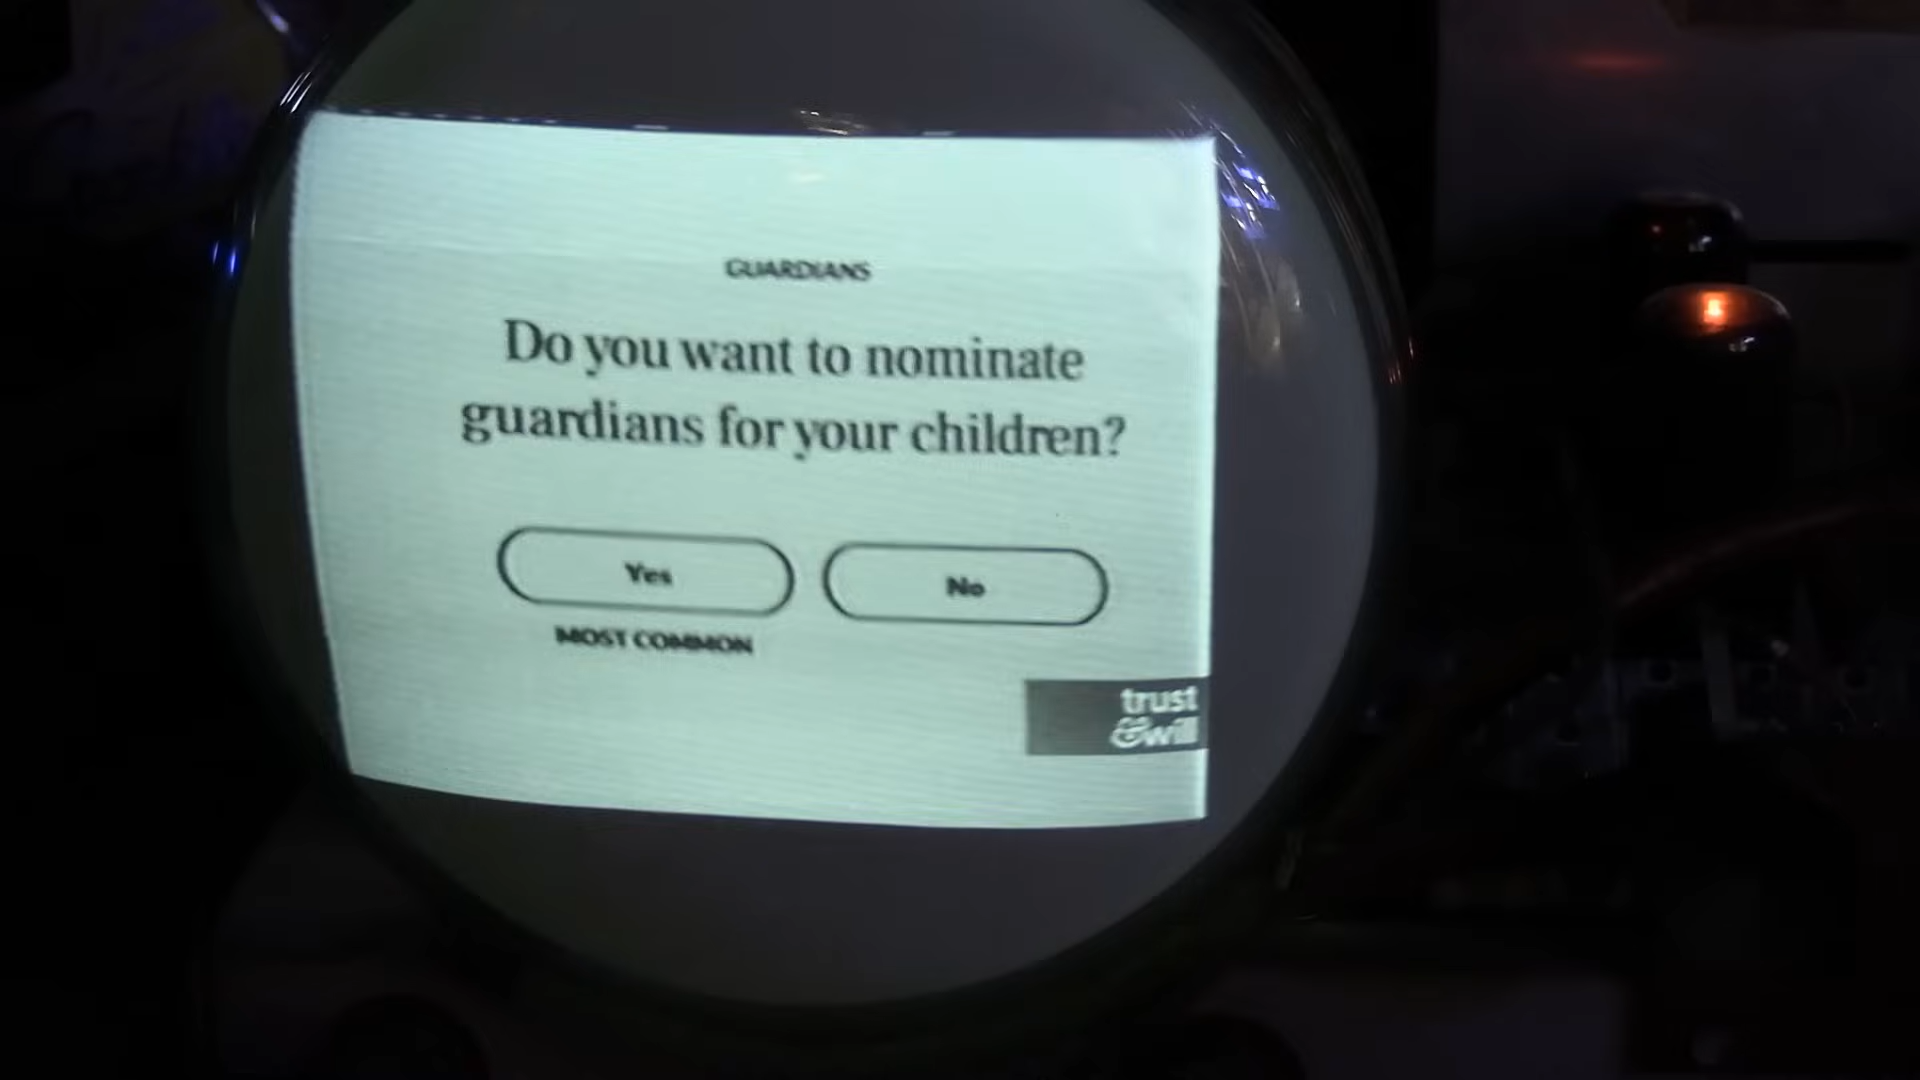 GUARDIANS
Do you want to nominate
guardians for your children?
Yes
No
MOST COMMON
trust
&will